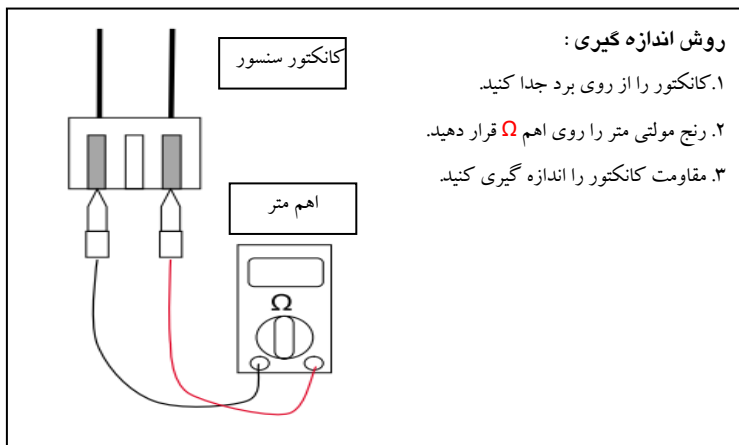 روش اندازه گیری :
۱.کانکتور را از روی برد جدا کنید.
۲. رنج مولتی متر را روی اهم Ω قرار دهید.
۳. مقاومت کانکتور را اندازه گیری کنید.
کانکتور سنسور
اهم متر
Ω